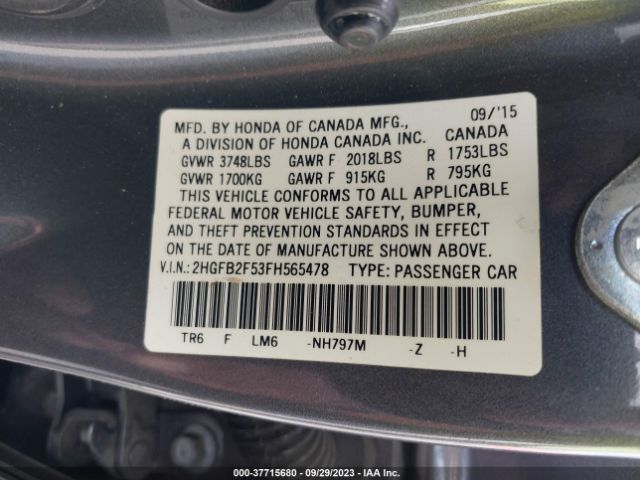 09/'15
MFD. BY HONDA OF CANADA MFG.,
A DIVISION OF HONDA CANADA INC. CANADA
GVWR 3748LBS GAWR F 2018LBS R 1753LBS
GVWR 1700KG GAWR F 915KG R 795KG
THIS VEHICLE CONFORMS TO ALL APPLICABLE
FEDERAL MOTOR VEHICLE SAFETY, BUMPER,
AND THEFT PREVENTION STANDARDS IN EFFECT
ON THE DATE OF MANUFACTURE SHOWN ABOVE.
V.I.N.: 2HGFB2F53FH565478 TYPE: PASSENGER CAR
TR6 F LM6 -NH797M -Z -H
000-37715680 - 09/29/2023 - IAA Inc.